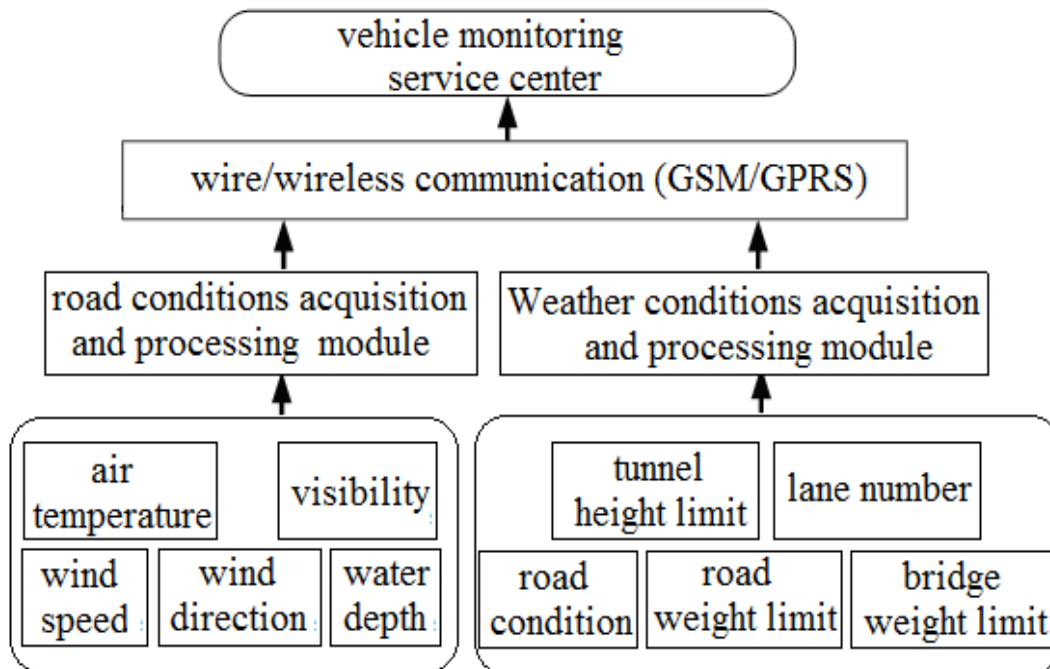 vehicle monitoring
service center
wire/wireless communication (GSM/GPRS)
road conditions acquisition
and processing module
Weather conditions acquisition
and processing module
air
temperature
visibility
wind
speed
wind
direction
water
depth
tunnel
height limit
lane number
road
condition
road
weight limit
bridge
weight limit